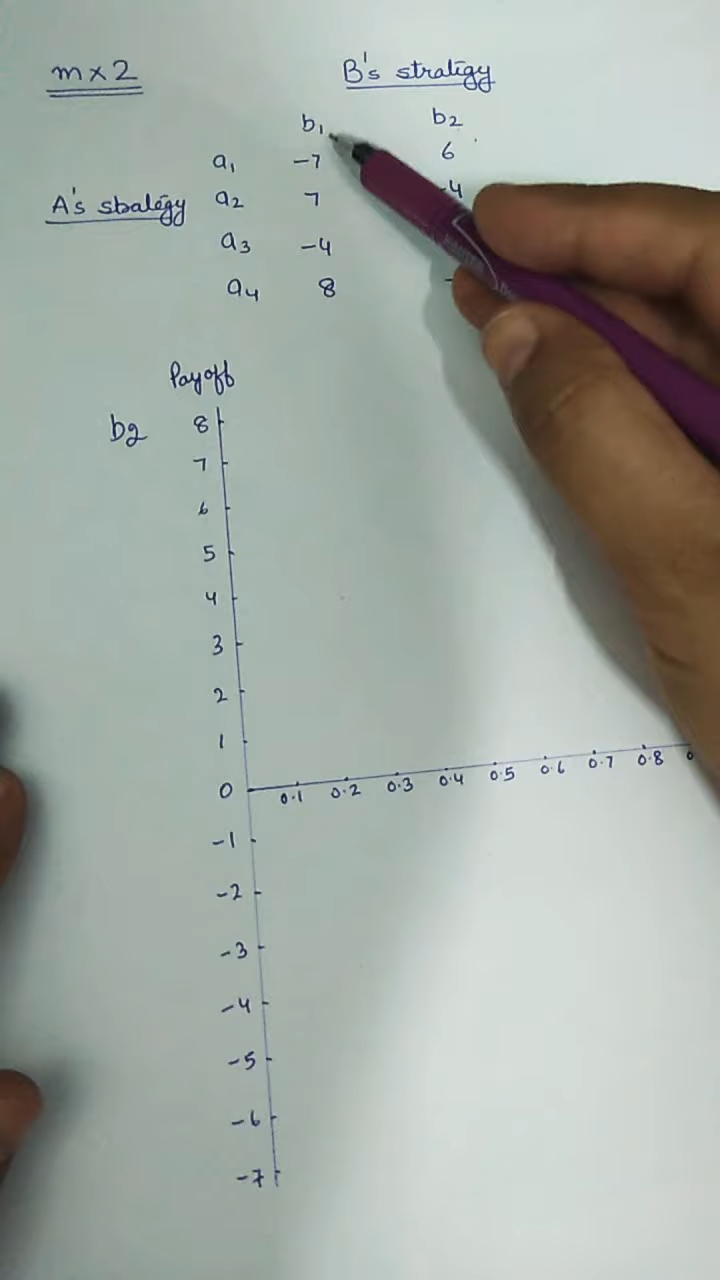 m×2 B's strategy
b1 b2
a1 -7 6
A's strategy a2 7 -4
a3 -4
a4 8
Payoff
b2 8
7
6
5
4
3
2
1
0 0.1 0.2 0.3 0.4 0.5 0.6 0.7 0.8
-1
-2
-3
-4
-5
-6
-7